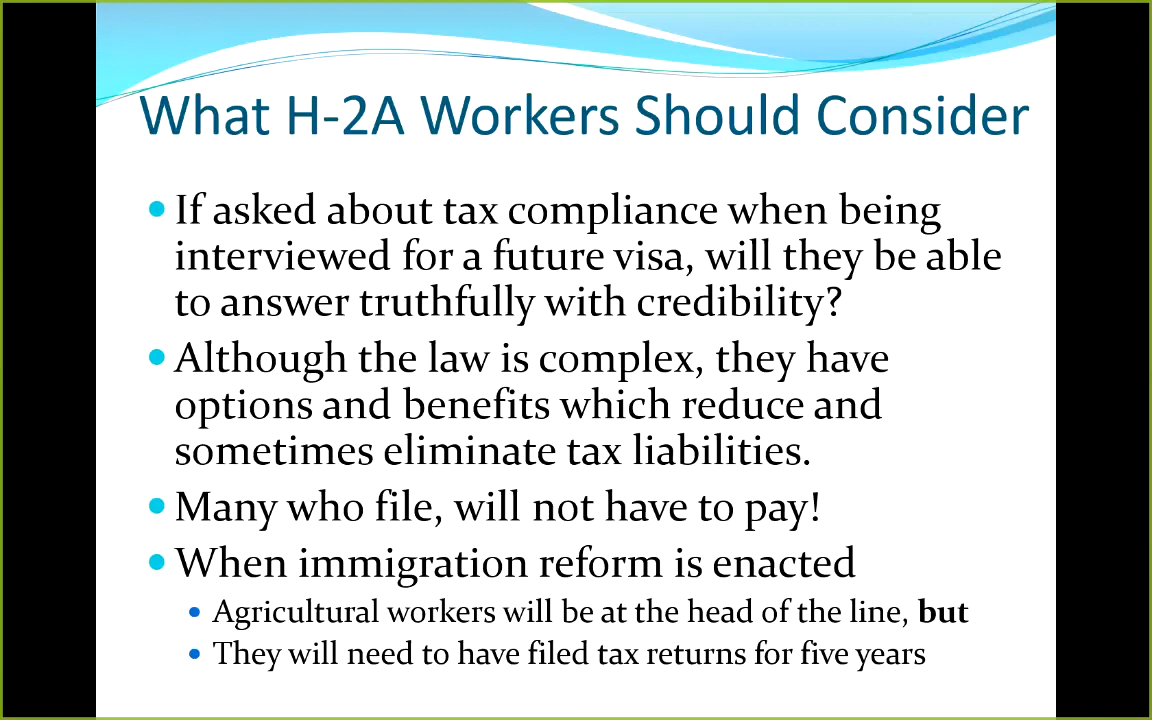 What H-2A Workers Should Consider
• If asked about tax compliance when being
interviewed for a future visa, will they be able
to answer truthfully with credibility?
• Although the law is complex, they have
options and benefits which reduce and
sometimes eliminate tax liabilities.
• Many who file, will not have to pay!
• When immigration reform is enacted
• Agricultural workers will be at the head of the line, but
• They will need to have filed tax returns for five years